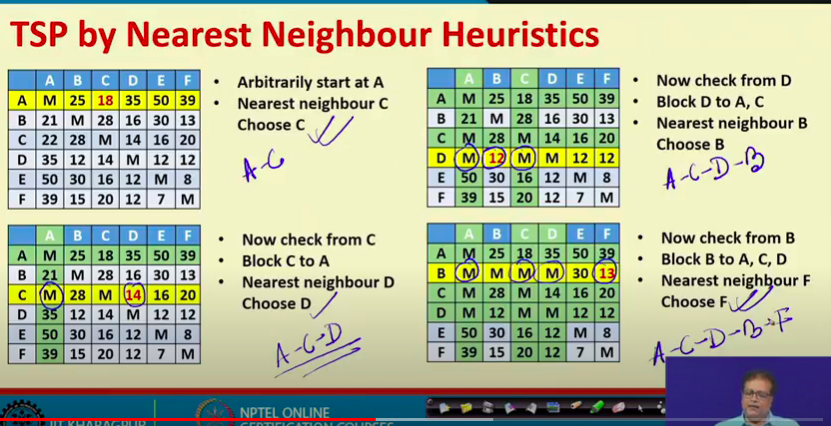 TSP by Nearest Neighbour Heuristics
A B C D E F
A M 25 18 35 50 39
B 21 M 28 16 30 13
C 22 28 M 14 16 20
D 35 12 14 M 12 12
E 50 30 16 12 M 8
F 39 15 20 12 7 M
• Arbitrarily start at A
• Nearest neighbour C
Choose C
A-C
A B C D E F
A M 25 18 35 50 39
B 21 M 28 16 30 13
C M 28 M 14 16 20
D 35 12 14 M 12 12
E 50 30 16 12 M 8
F 39 15 20 12 7 M
• Now check from C
• Block C to A
• Nearest neighbour D
Choose D
A-C-D
A B C D E F
A M 25 18 35 50 39
B 21 M 28 16 30 13
C M 28 M 14 16 20
D M 12 M M 12 12
E 50 30 16 12 M 8
F 39 15 20 12 7 M
• Now check from D
• Block D to A, C
• Nearest neighbour B
Choose B
A-C-D-B
A B C D E F
A M 25 18 35 50 39
B M M M M 30 13
C M 28 M 14 16 20
D M 12 M M 12 12
E 50 30 16 12 M 8
F 39 15 20 12 7 M
• Now check from B
• Block B to A, C, D
• Nearest neighbour F
Choose F
A-C-D-B-F
IIT KHARAGPUR
NPTEL ONLINE
CERTIFICATION COURSES